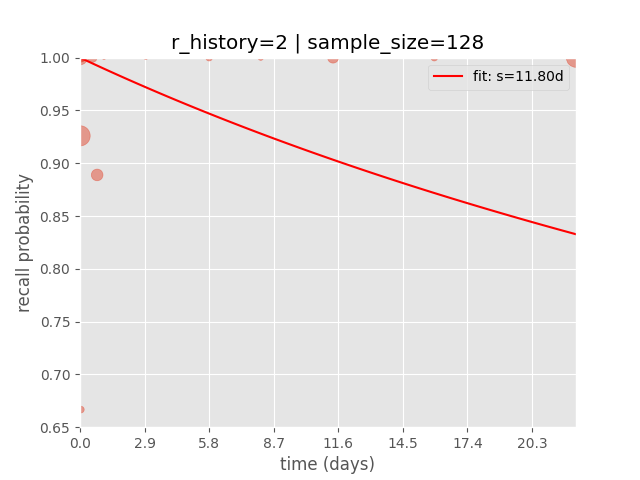 r_history=2 | sample_size=128
fit: s=11.80d
recall probability
1.00
0.95
0.90
0.85
0.80
0.75
0.70
0.65
0.0 2.9 5.8 8.7 11.6 14.5 17.4 20.3
time (days)